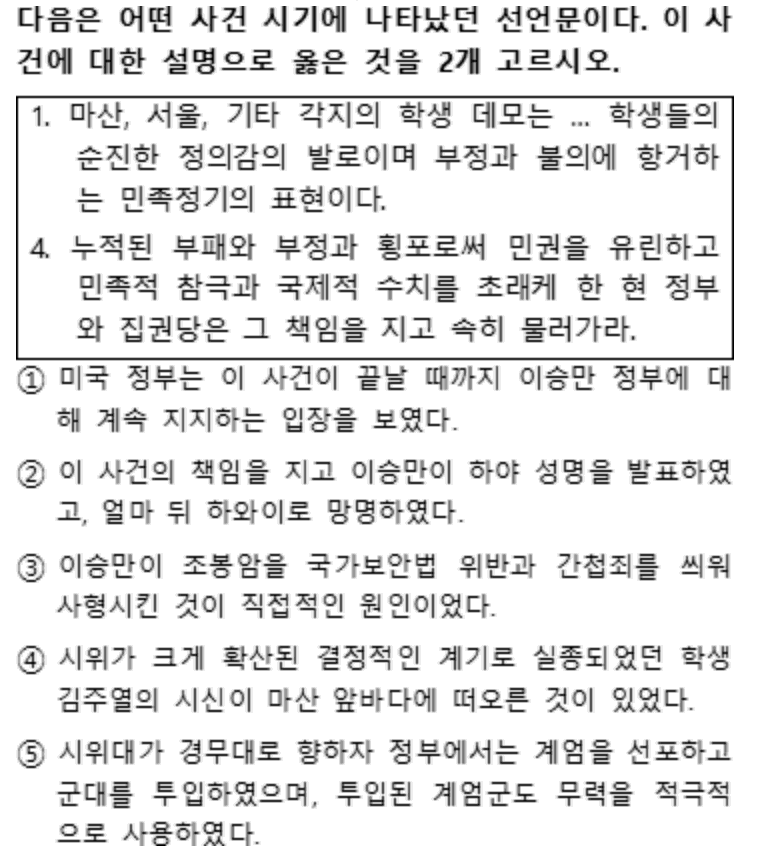 다음은 어떤 사건 시기에 나타났던 선언문이다. 이 사
건에 대한 설명으로 옳은 것을 2개 고르시오.
1. 마산, 서울, 기타 각지의 학생 데모는 ... 학생들의
순진한 정의감의 발로이며 부정과 불의에 항거하
는 민족정기의 표현이다.
4. 누적된 부패와 부정과 횡포로써 민권을 유린하고
민족적 참극과 국제적 수치를 초래케 한 현 정부
와 집권당은 그 책임을 지고 속히 물러가라.
① 미국 정부는 이 사건이 끝날 때까지 이승만 정부에 대
해 계속 지지하는 입장을 보였다.
② 이 사건의 책임을 지고 이승만이 하야 성명을 발표하였
고, 얼마 뒤 하와이로 망명하였다.
③ 이승만이 조봉암을 국가보안법 위반과 간첩죄를 씌워
사형시킨 것이 직접적인 원인이었다.
④ 시위가 크게 확산된 결정적인 계기로 실종되었던 학생
김주열의 시신이 마산 앞바다에 떠오른 것이 있었다.
⑤ 시위대가 경무대로 향하자 정부에서는 계엄을 선포하고
군대를 투입하였으며, 투입된 계엄군도 무력을 적극적
으로 사용하였다.